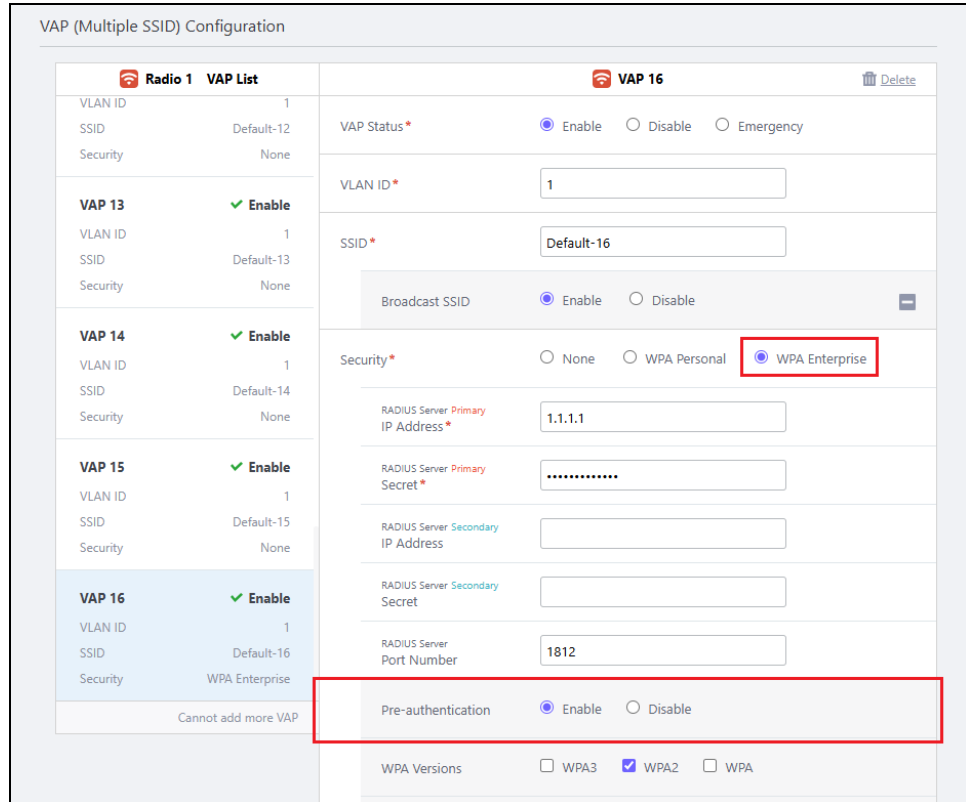 VAP (Multiple SSID) Configuration
Radio 1 VAP List
VLAN ID 1
SSID Default-12
Security None
VAP 13 Enable
VLAN ID 1
SSID Default-13
Security None
VAP 14 Enable
VLAN ID 1
SSID Default-14
Security None
VAP 15 Enable
VLAN ID 1
SSID Default-15
Security None
VAP 16 Enable
VLAN ID 1
SSID Default-16
Security WPA Enterprise
Cannot add more VAP
VAP 16 Delete
VAP Status* Enable Disable Emergency
VLAN ID* 1
SSID* Default-16
Broadcast SSID Enable Disable
Security* None WPA Personal WPA Enterprise
RADIUS Server Primary
IP Address* 1.1.1.1
RADIUS Server Primary
Secret* •••••••••••••
RADIUS Server Secondary
IP Address
RADIUS Server Secondary
Secret
RADIUS Server
Port Number 1812
Pre-authentication Enable Disable
WPA Versions WPA3 WPA2 WPA